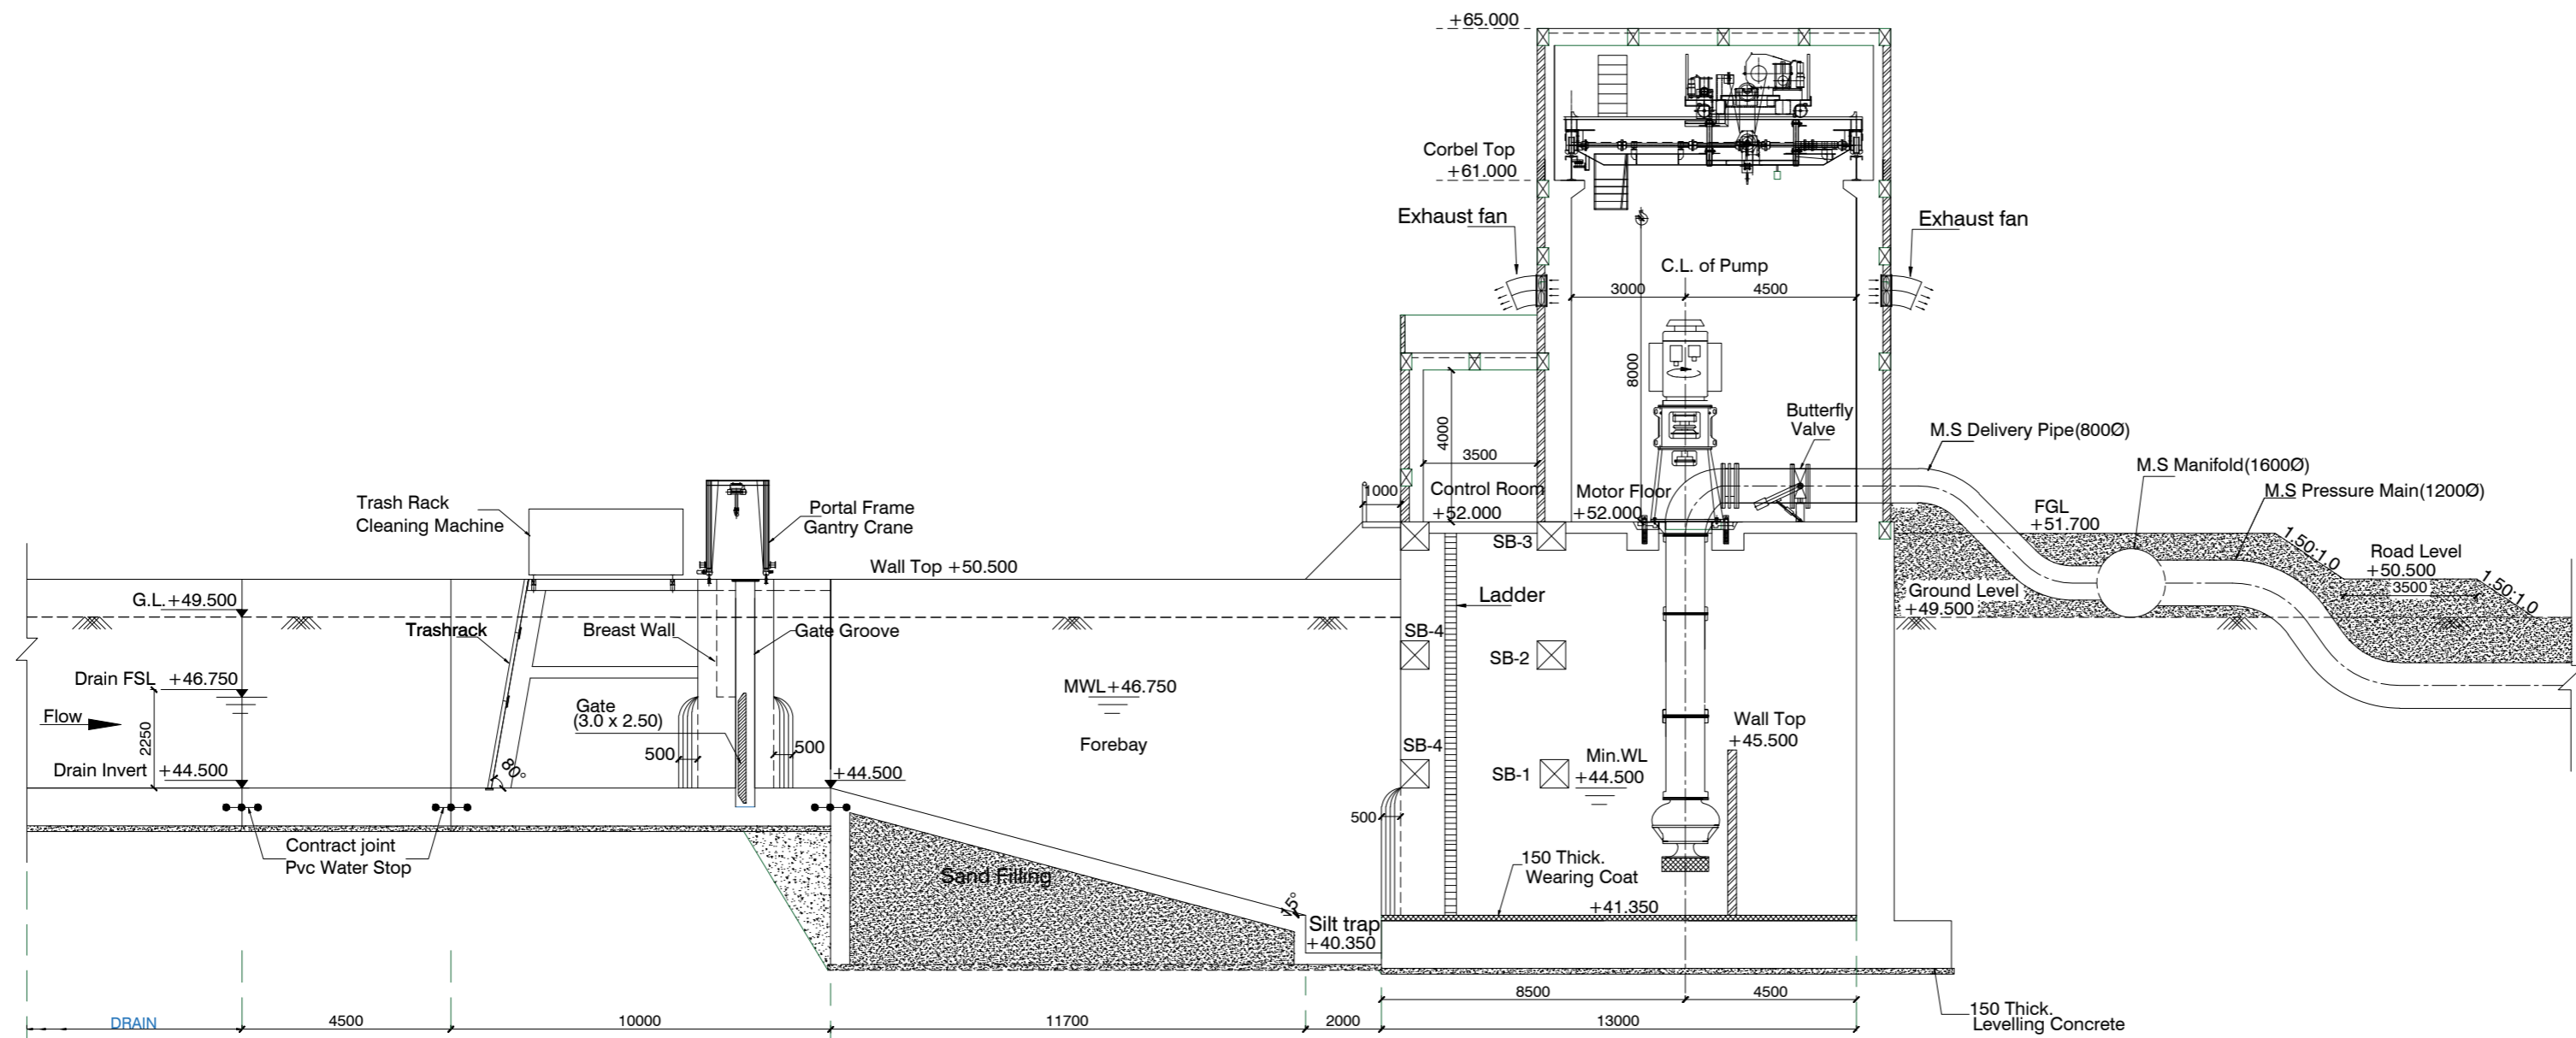 +65.000
Corbel Top
+61.000
Exhaust fan
Exhaust fan
C.L. of Pump
3000
4500
8000
4000
3500
1000
Control Room
+52.000
Motor Floor
+52.000
Butterfly
Valve
M.S Delivery Pipe(800Ø)
M.S Manifold(1600Ø)
M.S Pressure Main(1200Ø)
FGL
+51.700
1.50:1.0
Road Level
+50.500
3500
1.50:1.0
Ground Level
+49.500
Trash Rack
Cleaning Machine
Portal Frame
Gantry Crane
Wall Top +50.500
G.L.+49.500
Trashrack
Breast Wall
Gate Groove
Drain FSL +46.750
Flow
2250
Drain Invert +44.500
80°
Gate
(3.0 x 2.50)
500
500
+44.500
MWL+46.750
Forebay
SB-3
Ladder
SB-4
SB-2
SB-4
SB-1
Min.WL
+44.500
Wall Top
+45.500
500
150 Thick.
Wearing Coat
+41.350
Contract joint
Pvc Water Stop
Sand Filling
15°
Silt trap
+40.350
8500
4500
150 Thick.
Levelling Concrete
DRAIN
4500
10000
11700
2000
13000